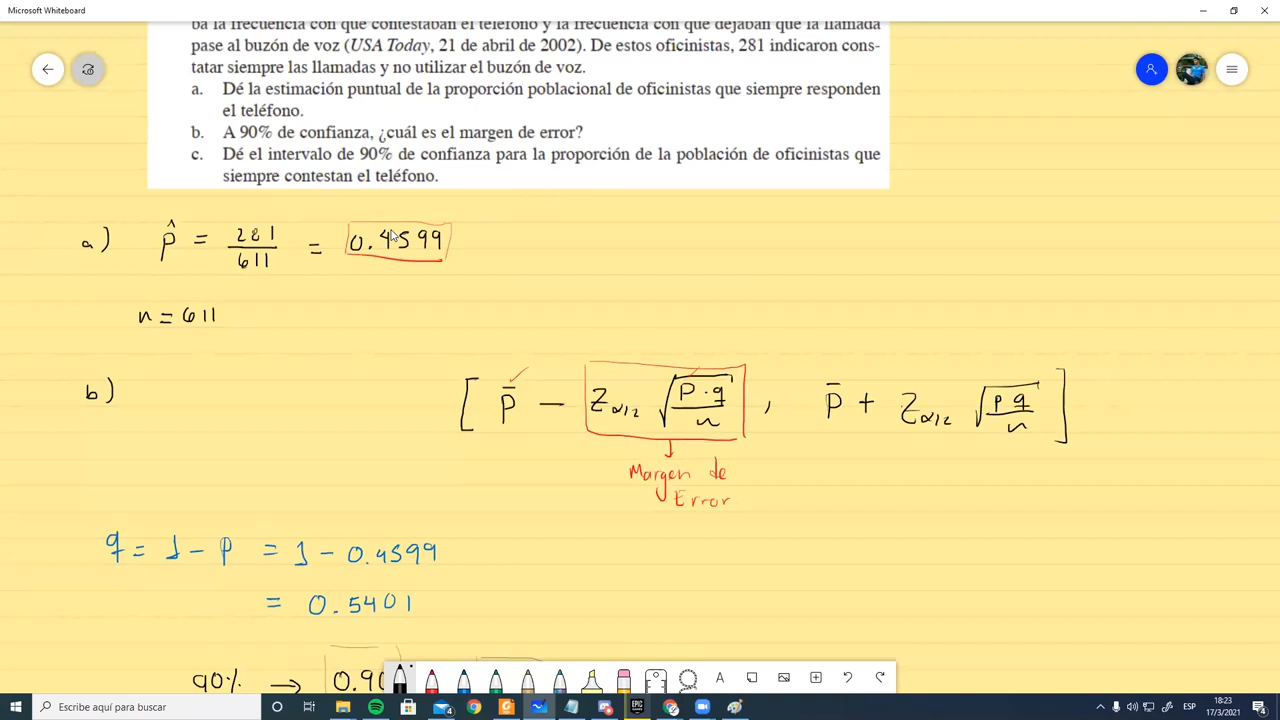 Microsoft Whiteboard
ba la frecuencia con que contestaban el teléfono y la frecuencia con que dejaban que la llamada
pase al buzón de voz (USA Today, 21 de abril de 2002). De estos oficinistas, 281 indicaron cons-
tatar siempre las llamadas y no utilizar el buzón de voz.
a. Dé la estimación puntual de la proporción poblacional de oficinistas que siempre responden
el teléfono.
b. A 90% de confianza, ¿cuál es el margen de error?
c. Dé el intervalo de 90% de confianza para la proporción de la población de oficinistas que
siempre contestan el teléfono.
a) p̂ = 281/611 = 0.4599
n = 611
b) [ p̄ − Z α/2 √(p·q/n) , p̄ + Z α/2 √(p q/n) ]
Margen de
Error
q = 1 − p = 1 − 0.4599
= 0.5401
90% → 0.90
Escribe aquí para buscar
ESP
18:23
17/3/2021